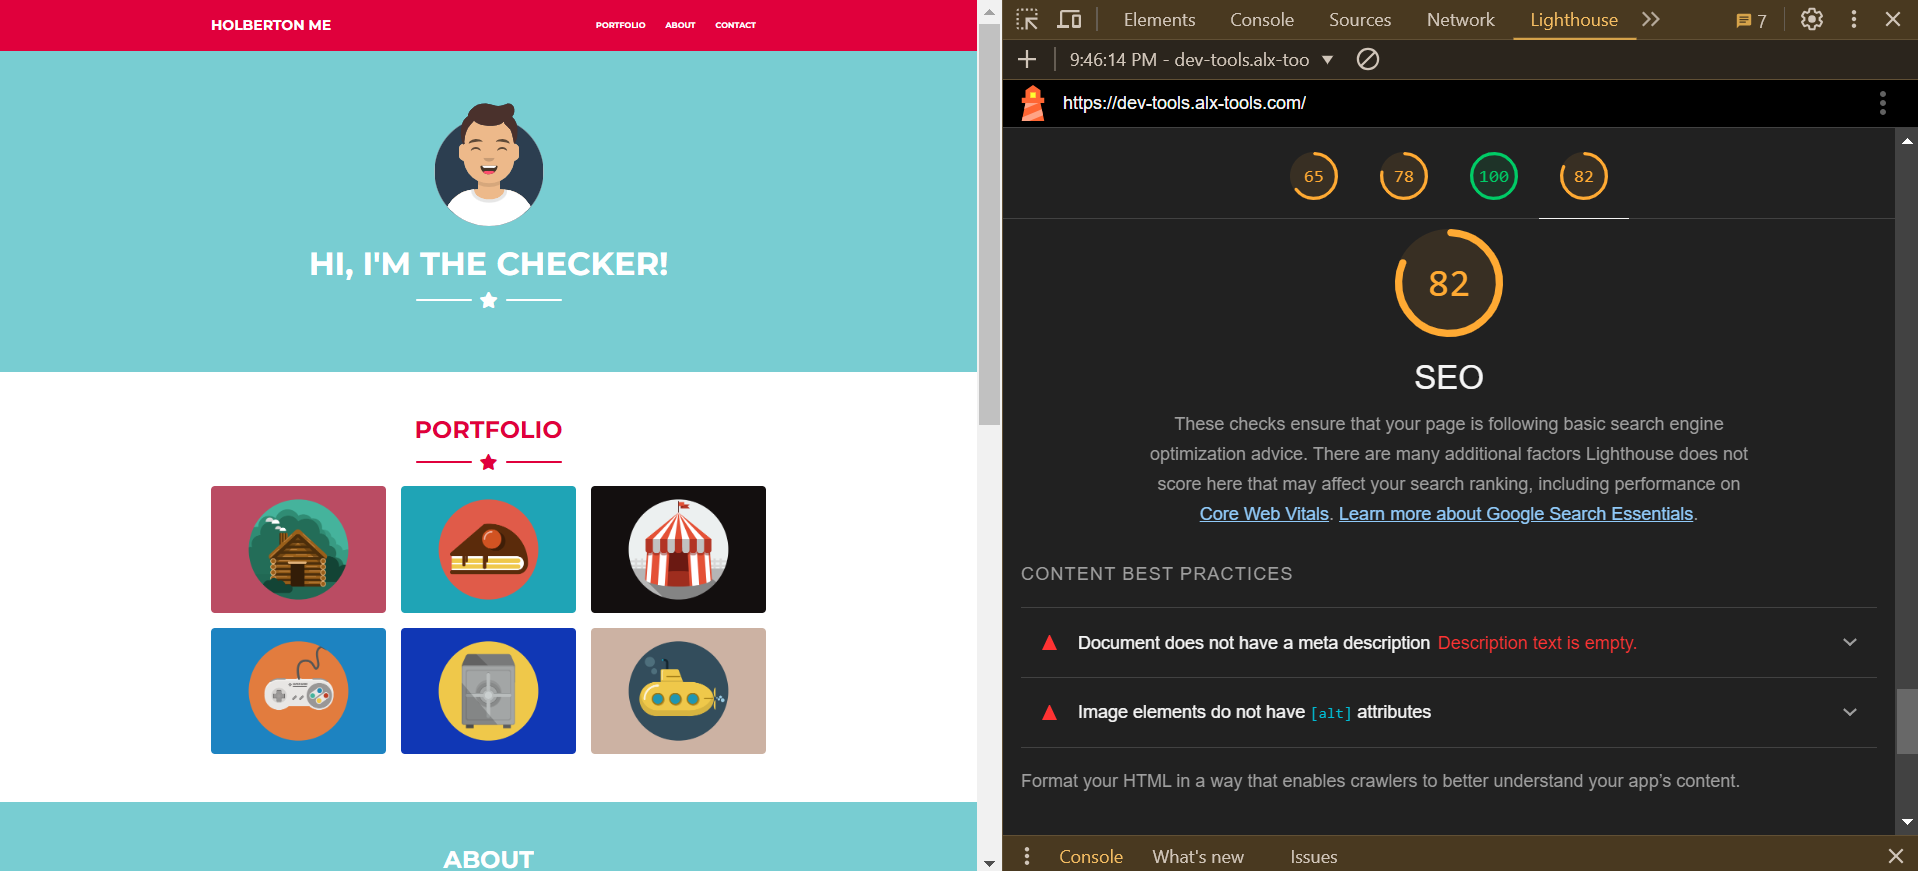 HOLBERTON ME
PORTFOLIO ABOUT CONTACT
HI, I'M THE CHECKER!
PORTFOLIO
ABOUT
Elements Console Sources Network Lighthouse 7
9:46:14 PM - dev-tools.alx-too
https://dev-tools.alx-tools.com/
65 78 100 82
82
SEO
These checks ensure that your page is following basic search engine
optimization advice. There are many additional factors Lighthouse does not
score here that may affect your search ranking, including performance on
Core Web Vitals. Learn more about Google Search Essentials.
CONTENT BEST PRACTICES
Document does not have a meta description Description text is empty.
Image elements do not have [alt] attributes
Format your HTML in a way that enables crawlers to better understand your app’s content.
Console What's new Issues